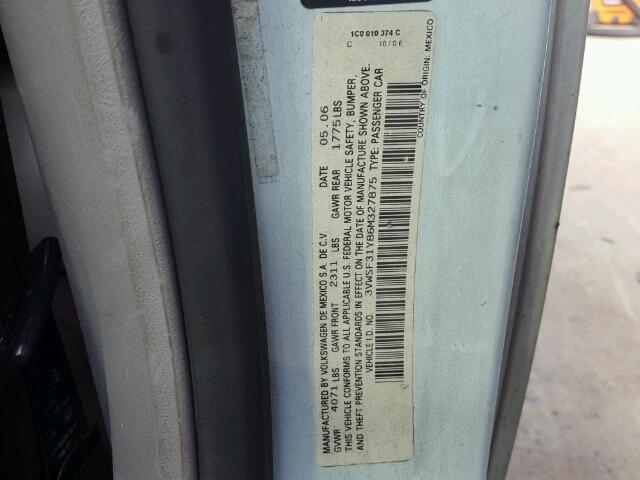 1C0 010 374 C
C 10/06
MANUFACTURED BY VOLKSWAGEN DE MEXICO S.A. DE C.V. DATE 05.06
GVWR 4071 LBS GAWR FRONT 2311 LBS GAWR REAR 1775 LBS
THIS VEHICLE CONFORMS TO ALL APPLICABLE U.S. FEDERAL MOTOR VEHICLE SAFETY, BUMPER,
AND THEFT PREVENTION STANDARDS IN EFFECT ON THE DATE OF MANUFACTURE SHOWN ABOVE.
VEHICLE I.D. NO. 3VWSF31Y86M327875 TYPE: PASSENGER CAR
COUNTRY OF ORIGIN: MEXICO